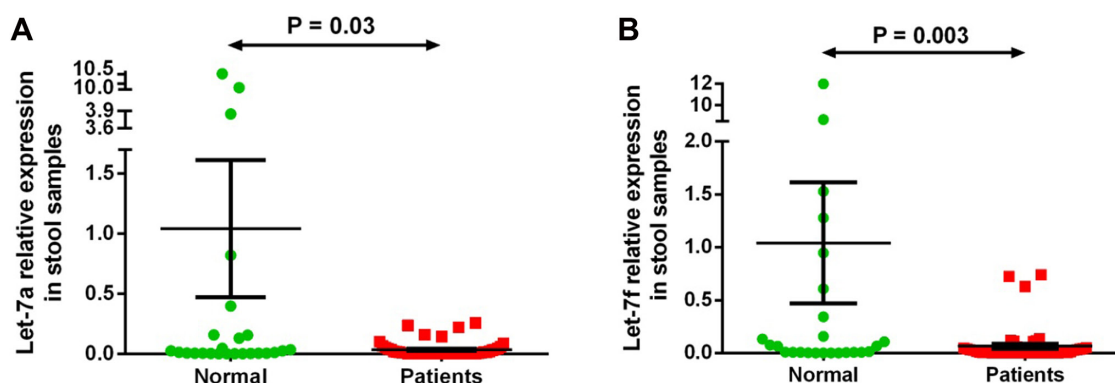 A
P = 0.03
Let-7a relative expression
in stool samples
10.5
10.0
3.9
3.6
1.5
1.0
0.5
0.0
Normal
Patients
B
P = 0.003
Let-7f relative expression
in stool samples
12
10
2.0
1.5
1.0
0.5
0.0
Normal
Patients